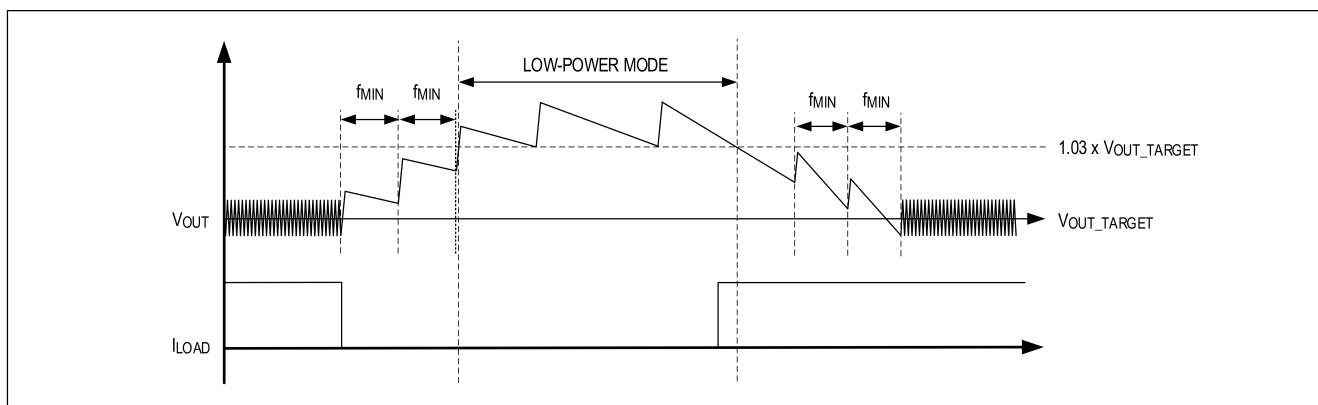 LOW-POWER MODE
fMIN
fMIN
fMIN
fMIN
1.03 x VOUT_TARGET
VOUT
VOUT_TARGET
ILOAD